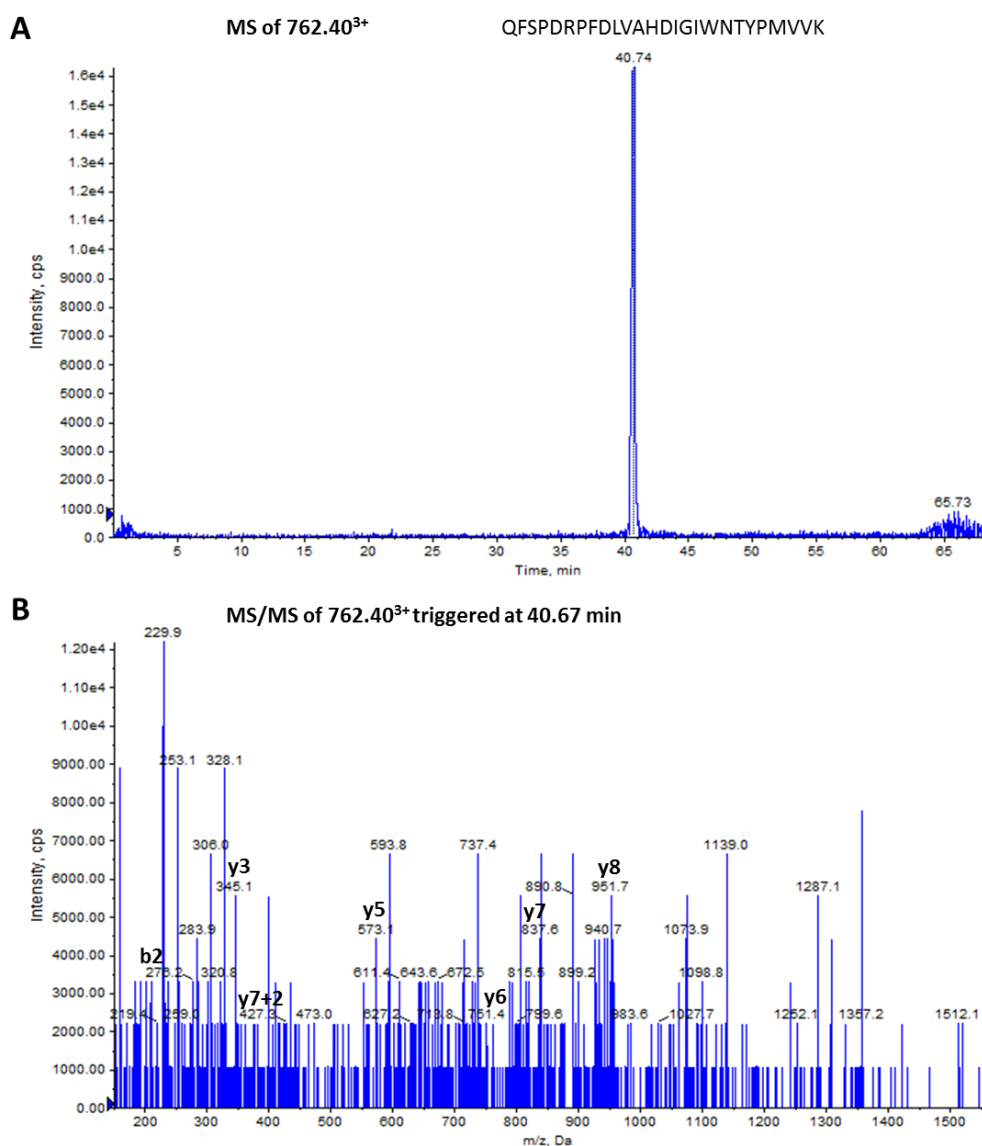 A
MS of 762.40³⁺
QFSPDRPFDLVAHDIGIWNTYPMVVK
40.74
1.6e4
1.5e4
1.4e4
1.3e4
1.2e4
1.1e4
1.0e4
9000.0
8000.0
7000.0
6000.0
5000.0
4000.0
3000.0
2000.0
1000.0
0.0
Intensity, cps
65.73
5 10 15 20 25 30 35 40 45 50 55 60 65
Time, min
B
MS/MS of 762.40³⁺ triggered at 40.67 min
229.9
1.20e4
1.10e4
1.00e4
9000.00
8000.00
7000.00
6000.00
5000.00
4000.00
3000.00
2000.00
1000.00
0.00
Intensity, cps
253.1 328.1
306.0 593.8 737.4 1139.0
y3 y8
345.1 890.8 951.7 1287.1
y5 y7
283.9 573.1 837.6 940.7 1073.9
b2
276.2 320.8 611.4 643.6 672.5 815.5 899.2 1098.8
y7+2 y6
219.4 259.0 427.3 473.0 627.2 713.8 751.4 799.6 983.6 1027.7 1252.1 1357.2 1512.1
200 300 400 500 600 700 800 900 1000 1100 1200 1300 1400 1500
m/z, Da